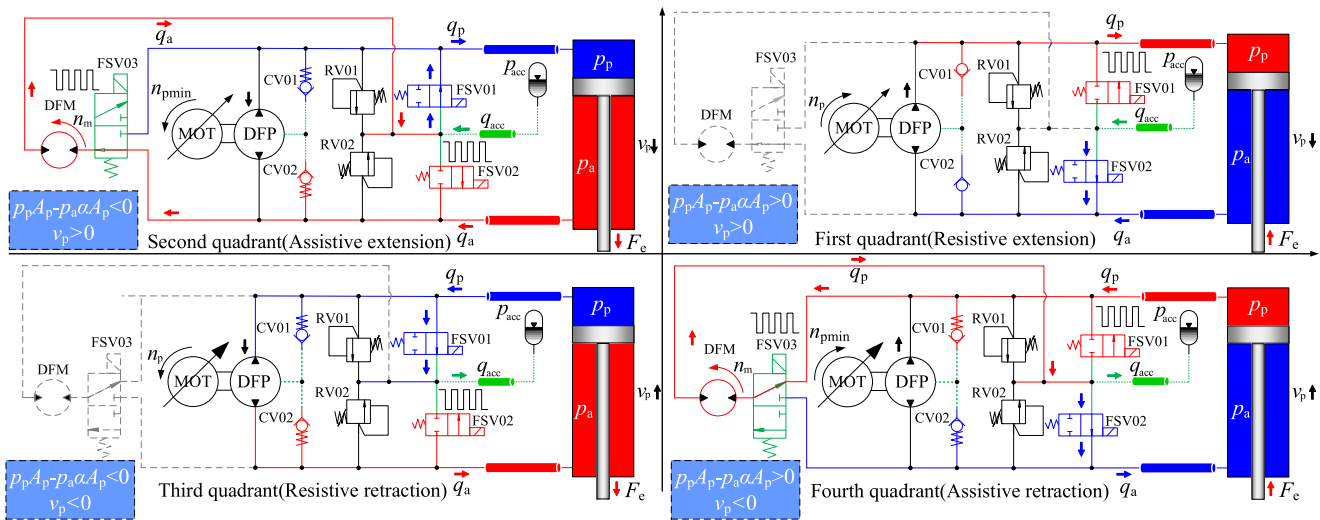 q_a
q_p
FSV03
n_pmin
CV01
RV01
p_acc
p_p
FSV01
DFM
n_m
MOT
DFP
q_acc
RV02
v_p
CV02
FSV02
p_a
p_pA_p-p_aαA_p<0
v_p>0
Second quadrant(Assistive extension)
q_a
F_e
q_p
FSV03
n_p
CV01
RV01
p_acc
p_p
FSV01
DFM
MOT
DFP
q_acc
RV02
v_p
CV02
FSV02
p_a
p_pA_p-p_aαA_p>0
v_p>0
First quadrant(Resistive extension)
q_a
F_e
q_p
FSV03
n_p
CV01
RV01
p_acc
p_p
FSV01
DFM
MOT
DFP
q_acc
RV02
v_p
CV02
FSV02
p_a
p_pA_p-p_aαA_p<0
v_p<0
Third quadrant(Resistive retraction)
q_a
F_e
q_p
q_p
FSV03
n_pmin
CV01
RV01
p_acc
p_p
FSV01
DFM
n_m
MOT
DFP
q_acc
RV02
v_p
CV02
FSV02
p_a
p_pA_p-p_aαA_p>0
v_p<0
Fourth quadrant(Assistive retraction)
q_a
F_e